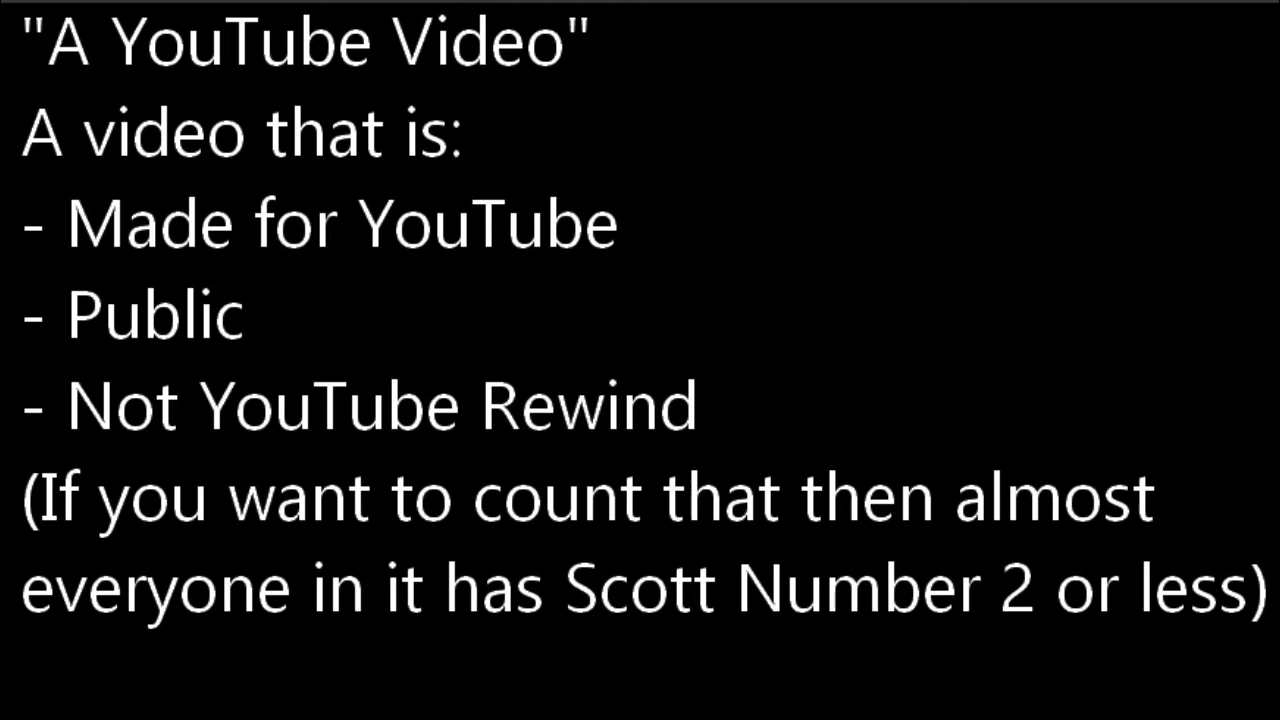 "A YouTube Video"
A video that is:
- Made for YouTube
- Public
- Not YouTube Rewind
(If you want to count that then almost
everyone in it has Scott Number 2 or less)